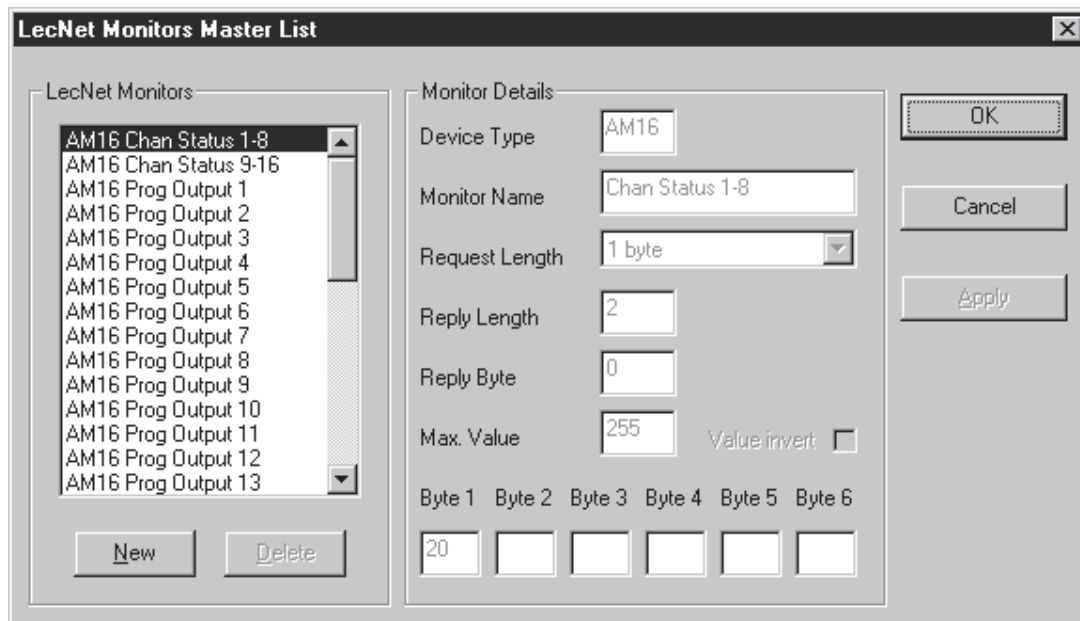 LecNet Monitors Master List
LecNet Monitors
AM16 Chan Status 1-8
AM16 Chan Status 9-16
AM16 Prog Output 1
AM16 Prog Output 2
AM16 Prog Output 3
AM16 Prog Output 4
AM16 Prog Output 5
AM16 Prog Output 6
AM16 Prog Output 7
AM16 Prog Output 8
AM16 Prog Output 9
AM16 Prog Output 10
AM16 Prog Output 11
AM16 Prog Output 12
AM16 Prog Output 13
New Delete
Monitor Details
Device Type AM16
Monitor Name Chan Status 1-8
Request Length 1 byte
Reply Length 2
Reply Byte 0
Max. Value 255 Value invert
Byte 1 Byte 2 Byte 3 Byte 4 Byte 5 Byte 6
20
OK
Cancel
Apply